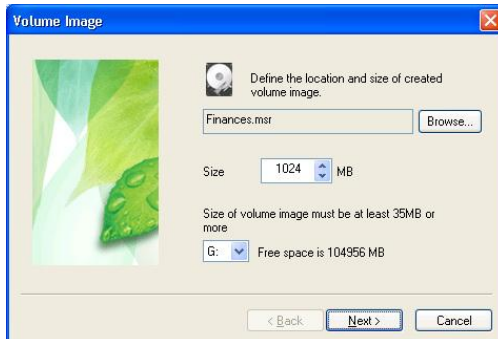 Volume Image
Define the location and size of created
volume image.
Finances.msr
Browse...
Size
1024
MB
Size of volume image must be at least 35MB or
more
G:
Free space is 104956 MB
< Back
Next >
Cancel